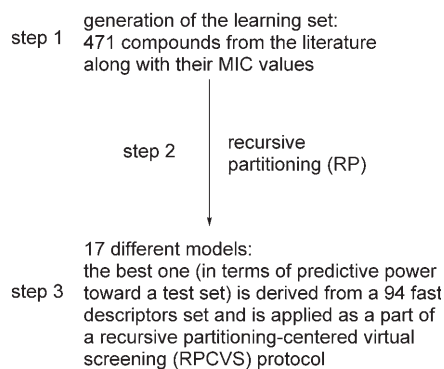 step 1
generation of the learning set:
471 compounds from the literature
along with their MIC values
step 2
recursive
partitioning (RP)
step 3
17 different models:
the best one (in terms of predictive power
toward a test set) is derived from a 94 fast
descriptors set and is applied as a part of
a recursive partitioning-centered virtual
screening (RPCVS) protocol